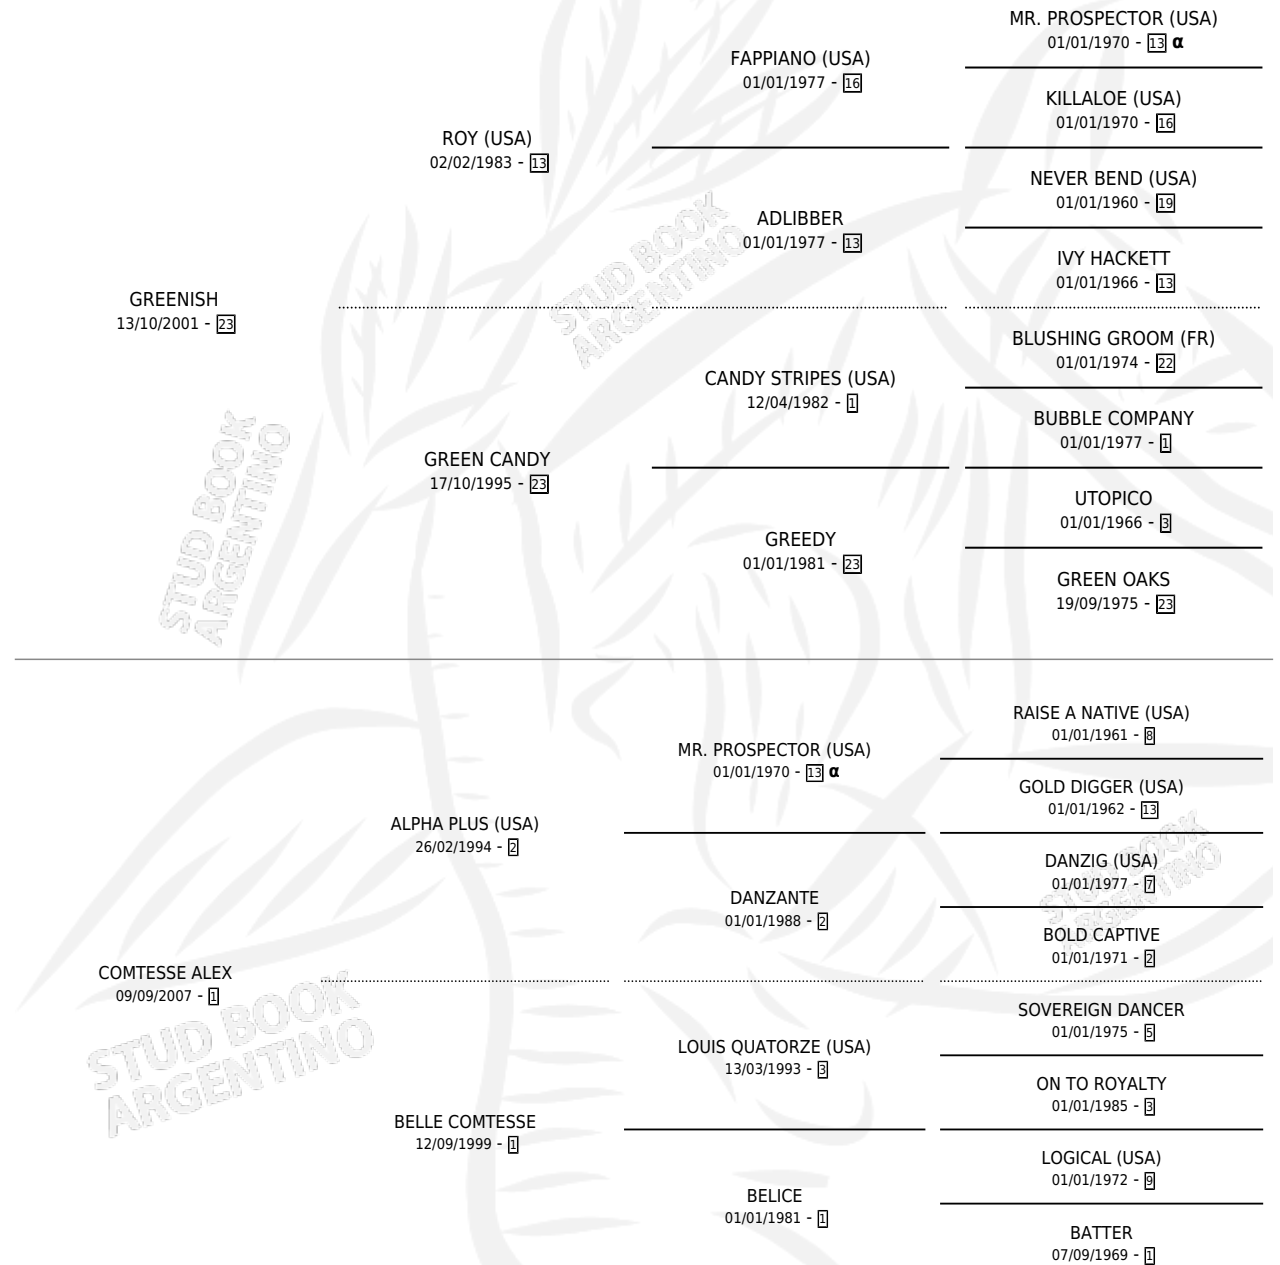 MR. PROSPECTOR (USA)
01/01/1970 - 13 α
FAPPIANO (USA)
01/01/1977 - 16
KILLALOE (USA)
01/01/1970 - 16
ROY (USA)
02/02/1983 - 13
NEVER BEND (USA)
01/01/1960 - 19
ADLIBBER
01/01/1977 - 13
IVY HACKETT
01/01/1966 - 13
GREENISH
13/10/2001 - 23
BLUSHING GROOM (FR)
01/01/1974 - 22
CANDY STRIPES (USA)
12/04/1982 - 1
BUBBLE COMPANY
01/01/1977 - 1
GREEN CANDY
17/10/1995 - 23
UTOPICO
01/01/1966 - 3
GREEDY
01/01/1981 - 23
GREEN OAKS
19/09/1975 - 23
STUD BOOK
ARGENTINO
STUD BOOK
ARGENTINO
RAISE A NATIVE (USA)
01/01/1961 - 8
MR. PROSPECTOR (USA)
01/01/1970 - 13 α
GOLD DIGGER (USA)
01/01/1962 - 13
ALPHA PLUS (USA)
26/02/1994 - 2
DANZIG (USA)
01/01/1977 - 7
DANZANTE
01/01/1988 - 2
BOLD CAPTIVE
01/01/1971 - 2
COMTESSE ALEX
09/09/2007 - 1
SOVEREIGN DANCER
01/01/1975 - 5
LOUIS QUATORZE (USA)
13/03/1993 - 3
ON TO ROYALTY
01/01/1985 - 3
BELLE COMTESSE
12/09/1999 - 1
LOGICAL (USA)
01/01/1972 - 9
BELICE
01/01/1981 - 1
BATTER
07/09/1969 - 1
STUD BOOK
ARGENTINO
STUD BOOK
ARGENTINO